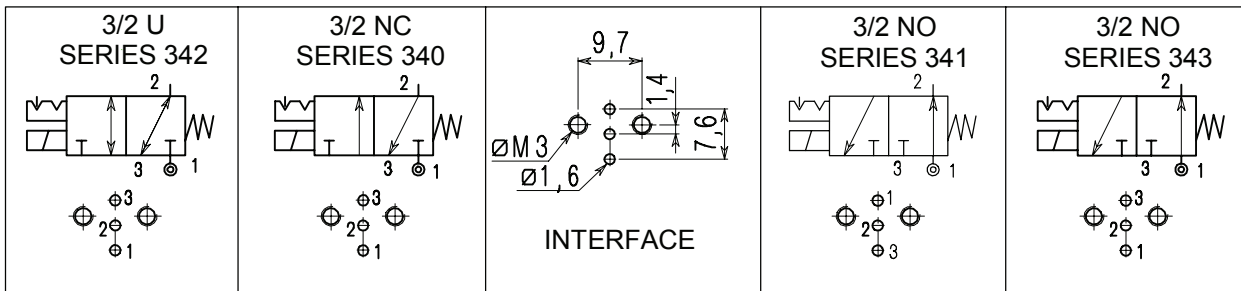 3/2 U
SERIES 342
2
3
1
3
2
1
3/2 NC
SERIES 340
2
3
1
3
2
1
9,7
1,4
7,6
ØM3
Ø1,6
INTERFACE
3/2 NO
SERIES 341
2
3
1
1
2
3
3/2 NO
SERIES 343
2
3
1
3
2
1